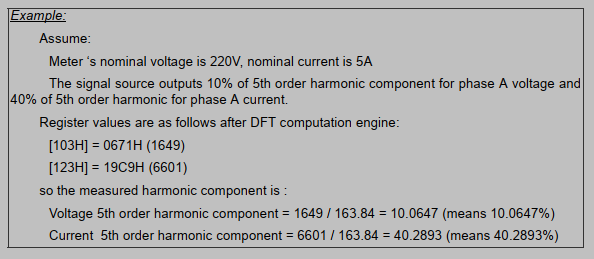 Example:
Assume:
Meter ‘s nominal voltage is 220V, nominal current is 5A
The signal source outputs 10% of 5th order harmonic component for phase A voltage and
40% of 5th order harmonic for phase A current.
Register values are as follows after DFT computation engine:
[103H] = 0671H (1649)
[123H] = 19C9H (6601)
so the measured harmonic component is :
Voltage 5th order harmonic component = 1649 / 163.84 = 10.0647 (means 10.0647%)
Current 5th order harmonic component = 6601 / 163.84 = 40.2893 (means 40.2893%)